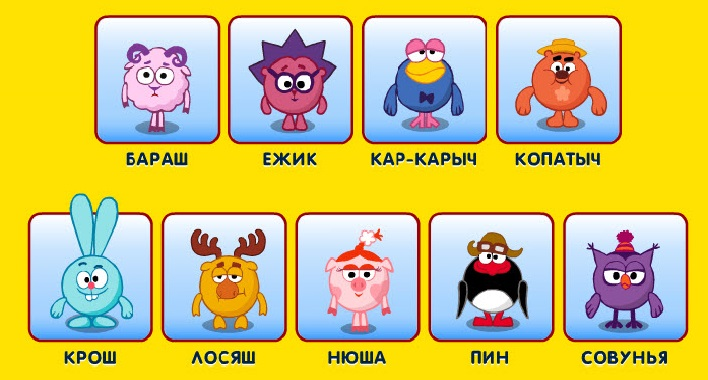 БАРАШ ЕЖИК КАР-КАРЫЧ КОПАТЫЧ
КРОШ ЛОСЯШ НЮША ПИН СОВУНЬЯ